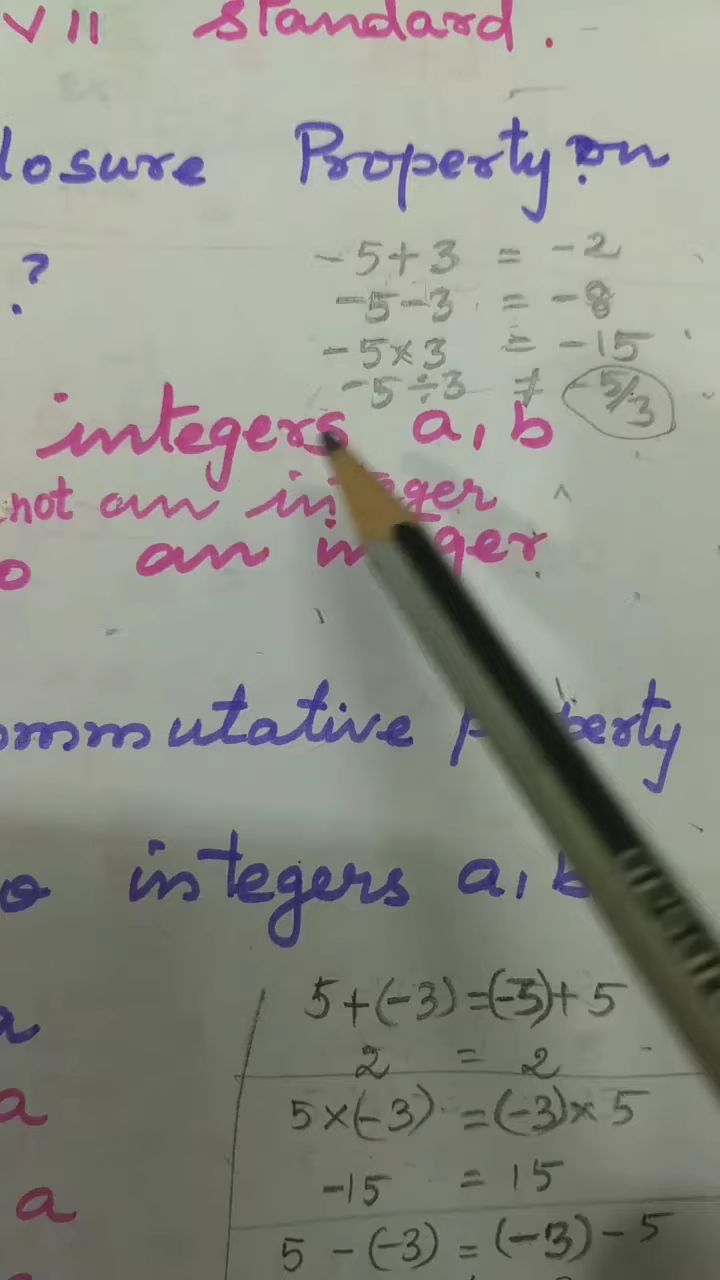 VII Standard.
losure Property on
.?
-5+3 = -2
-5-3 = -8
-5×3 = -15
-5÷3 ≠ -5/3
integers a, b
not an integer
o an integer
ommutative property
o integers a, b
5+(-3)=(-3)+5
2 = 2
a
5×(-3) = (-3)×5
a
-15 = 15
a
5-(-3) = (-3)-5